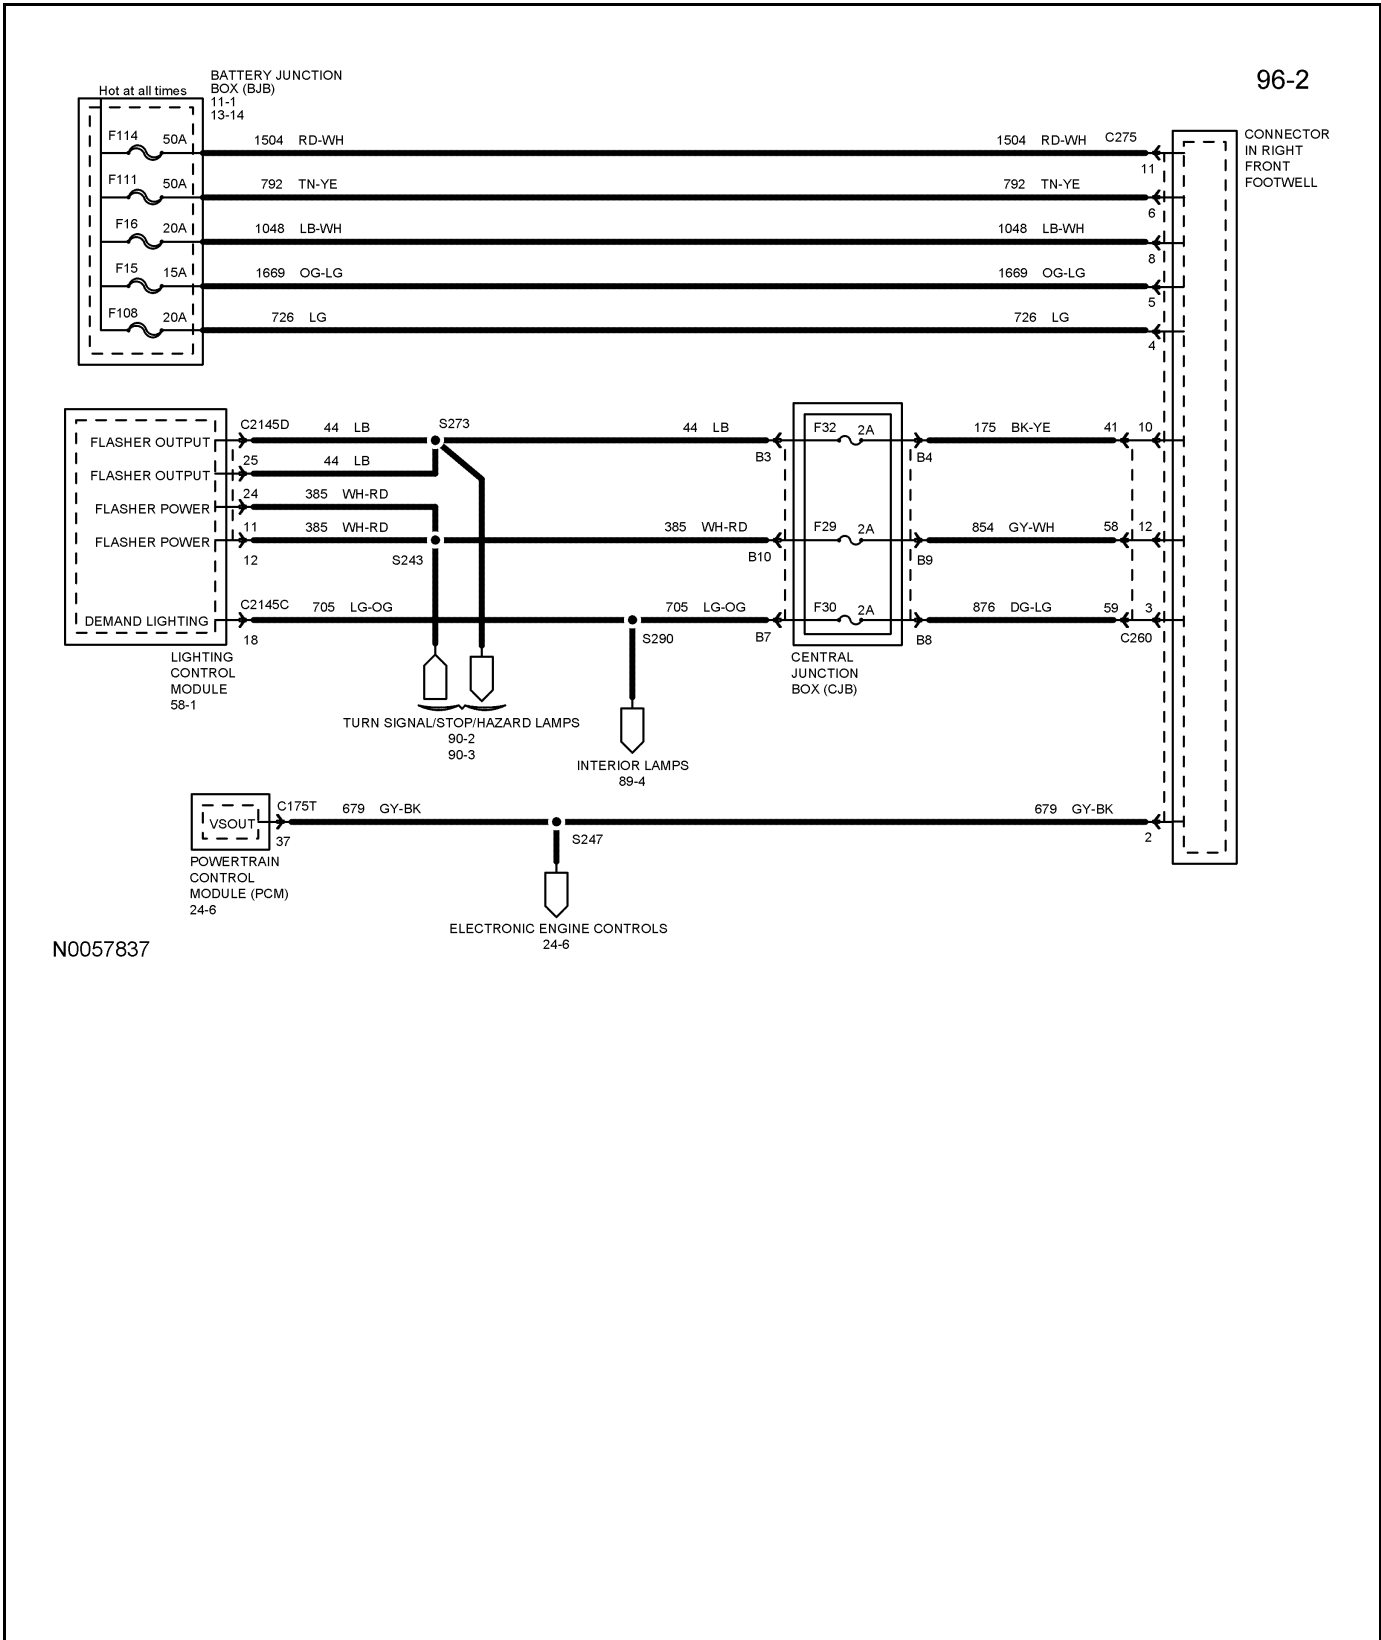 96-2
BATTERY JUNCTION
BOX (BJB)
11-1
13-14
Hot at all times
F114 50A 1504 RD-WH 1504 RD-WH C275
11
F111 50A 792 TN-YE 792 TN-YE
6
F16 20A 1048 LB-WH 1048 LB-WH
8
F15 15A 1669 OG-LG 1669 OG-LG
5
F108 20A 726 LG 726 LG
4
CONNECTOR
IN RIGHT
FRONT
FOOTWELL
FLASHER OUTPUT C2145D 44 LB S273 44 LB F32 2A 175 BK-YE 41 10
25 B3 B4
FLASHER OUTPUT 44 LB
24
FLASHER POWER 385 WH-RD
11
FLASHER POWER 385 WH-RD 385 WH-RD F29 2A 854 GY-WH 58 12
12 S243 B10 B9
DEMAND LIGHTING C2145C 705 LG-OG 705 LG-OG F30 2A 876 DG-LG 59 3
18 S290 B7 B8 C260
LIGHTING
CONTROL
MODULE
58-1
CENTRAL
JUNCTION
BOX (CJB)
TURN SIGNAL/STOP/HAZARD LAMPS
90-2
90-3
INTERIOR LAMPS
89-4
VSOUT C175T 679 GY-BK 679 GY-BK
37 S247 2
POWERTRAIN
CONTROL
MODULE (PCM)
24-6
ELECTRONIC ENGINE CONTROLS
24-6
N0057837